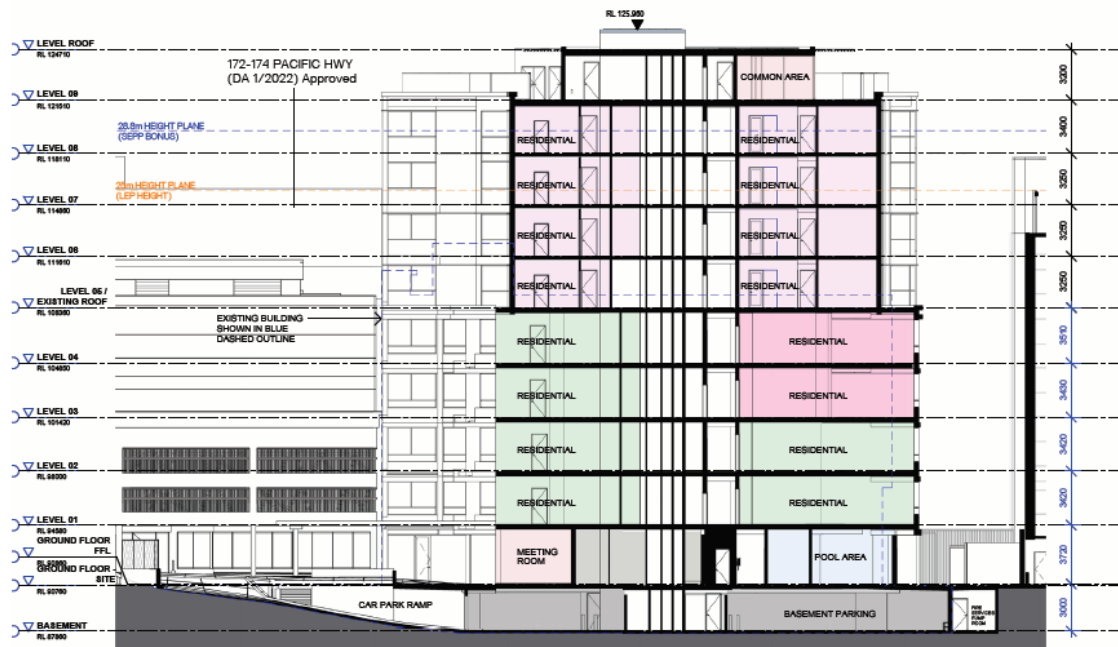 RL 125.950
LEVEL ROOF
RL 124710
172-174 PACIFIC HWY
(DA 1/2022) Approved
COMMON AREA
3200
LEVEL 09
RL 121510
28.8m HEIGHT PLANE
(SEPP BONUS)
RESIDENTIAL
RESIDENTIAL
3400
LEVEL 08
RL 118110
25m HEIGHT PLANE
(LEP HEIGHT)
RESIDENTIAL
RESIDENTIAL
3250
LEVEL 07
RL 114860
RESIDENTIAL
RESIDENTIAL
3250
LEVEL 06
RL 111610
RESIDENTIAL
RESIDENTIAL
3250
LEVEL 05 /
EXISTING ROOF
RL 108360
EXISTING BUILDING
SHOWN IN BLUE
DASHED OUTLINE
RESIDENTIAL
RESIDENTIAL
3510
LEVEL 04
RL 104850
RESIDENTIAL
RESIDENTIAL
3430
LEVEL 03
RL 101420
RESIDENTIAL
RESIDENTIAL
3420
LEVEL 02
RL 98000
RESIDENTIAL
RESIDENTIAL
3420
LEVEL 01
RL 94580
GROUND FLOOR
FFL
MEETING
ROOM
POOL AREA
3720
GROUND FLOOR
SITE
CAR PARK RAMP
BASEMENT PARKING
FIRE
SERVICES
PUMP
ROOM
3000
BASEMENT
RL 87860